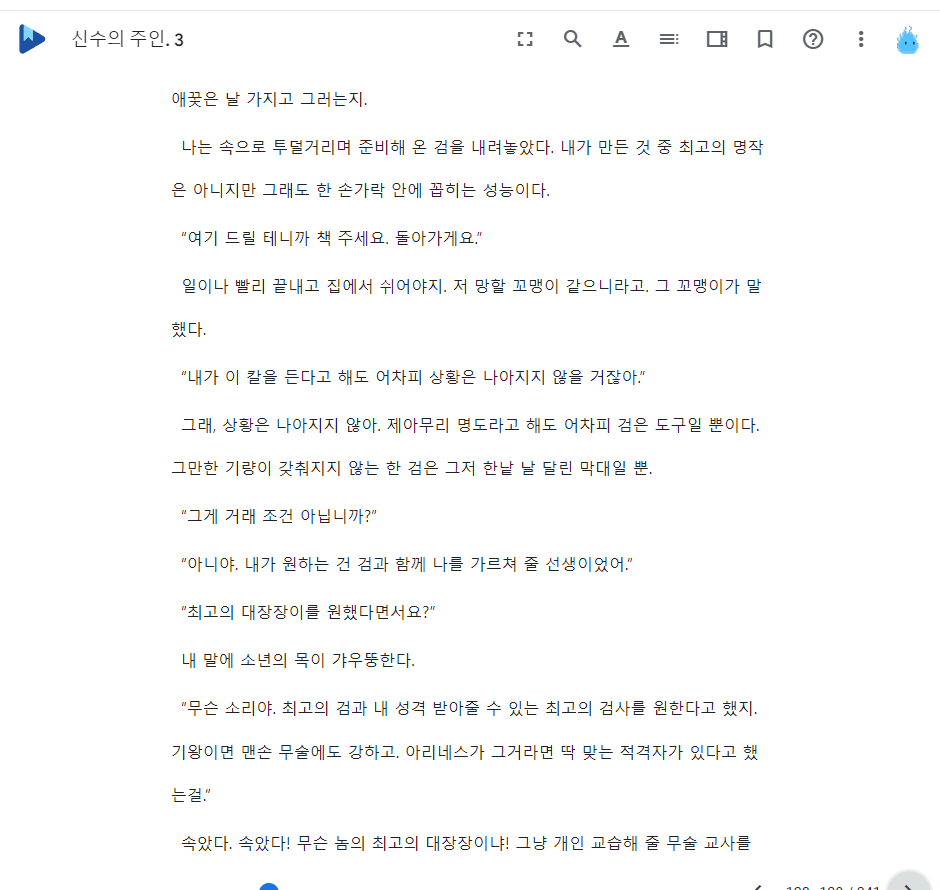 신수의 주인. 3
애꿎은 날 가지고 그러는지.
나는 속으로 투덜거리며 준비해 온 검을 내려놓았다. 내가 만든 것 중 최고의 명작
은 아니지만 그래도 한 손가락 안에 꼽히는 성능이다.
“여기 드릴 테니까 책 주세요. 돌아가게요.”
일이나 빨리 끝내고 집에서 쉬어야지. 저 망할 꼬맹이 같으니라고. 그 꼬맹이가 말
했다.
“내가 이 칼을 든다고 해도 어차피 상황은 나아지지 않을 거잖아.”
그래, 상황은 나아지지 않아. 제아무리 명도라고 해도 어차피 검은 도구일 뿐이다.
그만한 기량이 갖춰지지 않는 한 검은 그저 한낱 날 달린 막대일 뿐.
“그게 거래 조건 아닙니까?”
“아니야. 내가 원하는 건 검과 함께 나를 가르쳐 줄 선생이었어.”
“최고의 대장장이를 원했다면서요?”
내 말에 소년의 목이 갸우뚱한다.
“무슨 소리야. 최고의 검과 내 성격 받아줄 수 있는 최고의 검사를 원한다고 했지.
기왕이면 맨손 무술에도 강하고. 아리네스가 그거라면 딱 맞는 적격자가 있다고 했
는걸.”
속았다. 속았다! 무슨 놈의 최고의 대장장이냐! 그냥 개인 교습해 줄 무술 교사를